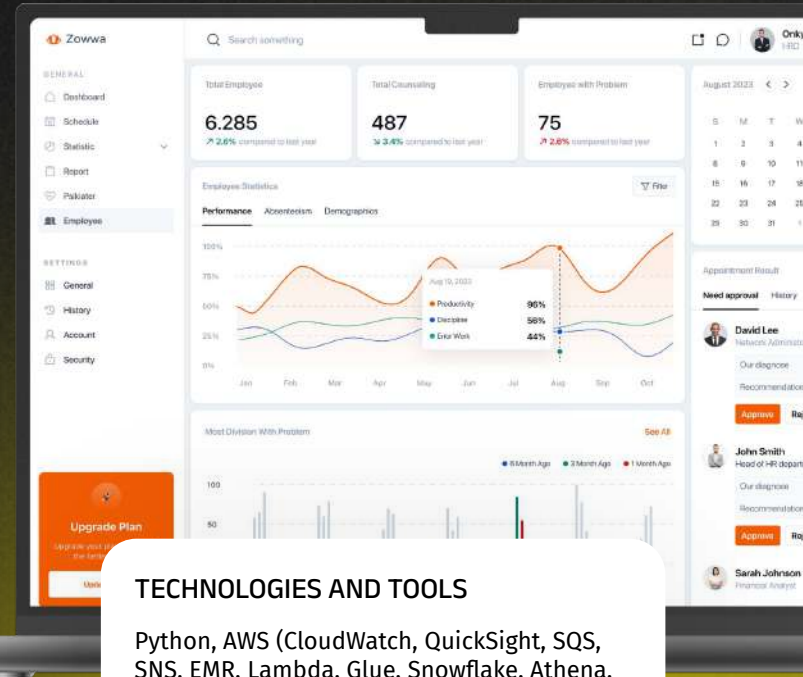 Zowwa
Search something
Onky
HRD
GENERAL
Dashboard
Schedule
Statistic
Report
Psikiater
Employee
SETTINGS
General
History
Account
Security
Upgrade Plan
Total Employee
6.285
2.6% compared to last year
Total Counseling
487
3.4% compared to last year
Employee with Problem
75
2.6% compared to last year
Employee Statistics
Filter
Performance Absenteeism Demographics
100%
75%
50%
25%
0%
Aug 19, 2023
Productivity 96%
Discipline 56%
Error Work 44%
Jan Feb Mar Apr May Jun Jul Aug Sep Oct
Most Division With Problem
See All
6 Month Ago 3 Month Ago 1 Month Ago
100
50
August 2023 < >
S M T W
1 2 3 4
8 9 10 11
15 16 17 18
22 23 24 25
29 30 31 1
Appointment Result
Need approval History
David Lee
Network Administrator
Our diagnose
Recommendation
Approve
John Smith
Head of HR depart
Our diagnose
Recommendation
Approve
Sarah Johnson
Financial Analyst
TECHNOLOGIES AND TOOLS
Python, AWS (CloudWatch, QuickSight, SQS,
SNS, EMR, Lambda, Glue, Snowflake, Athena,